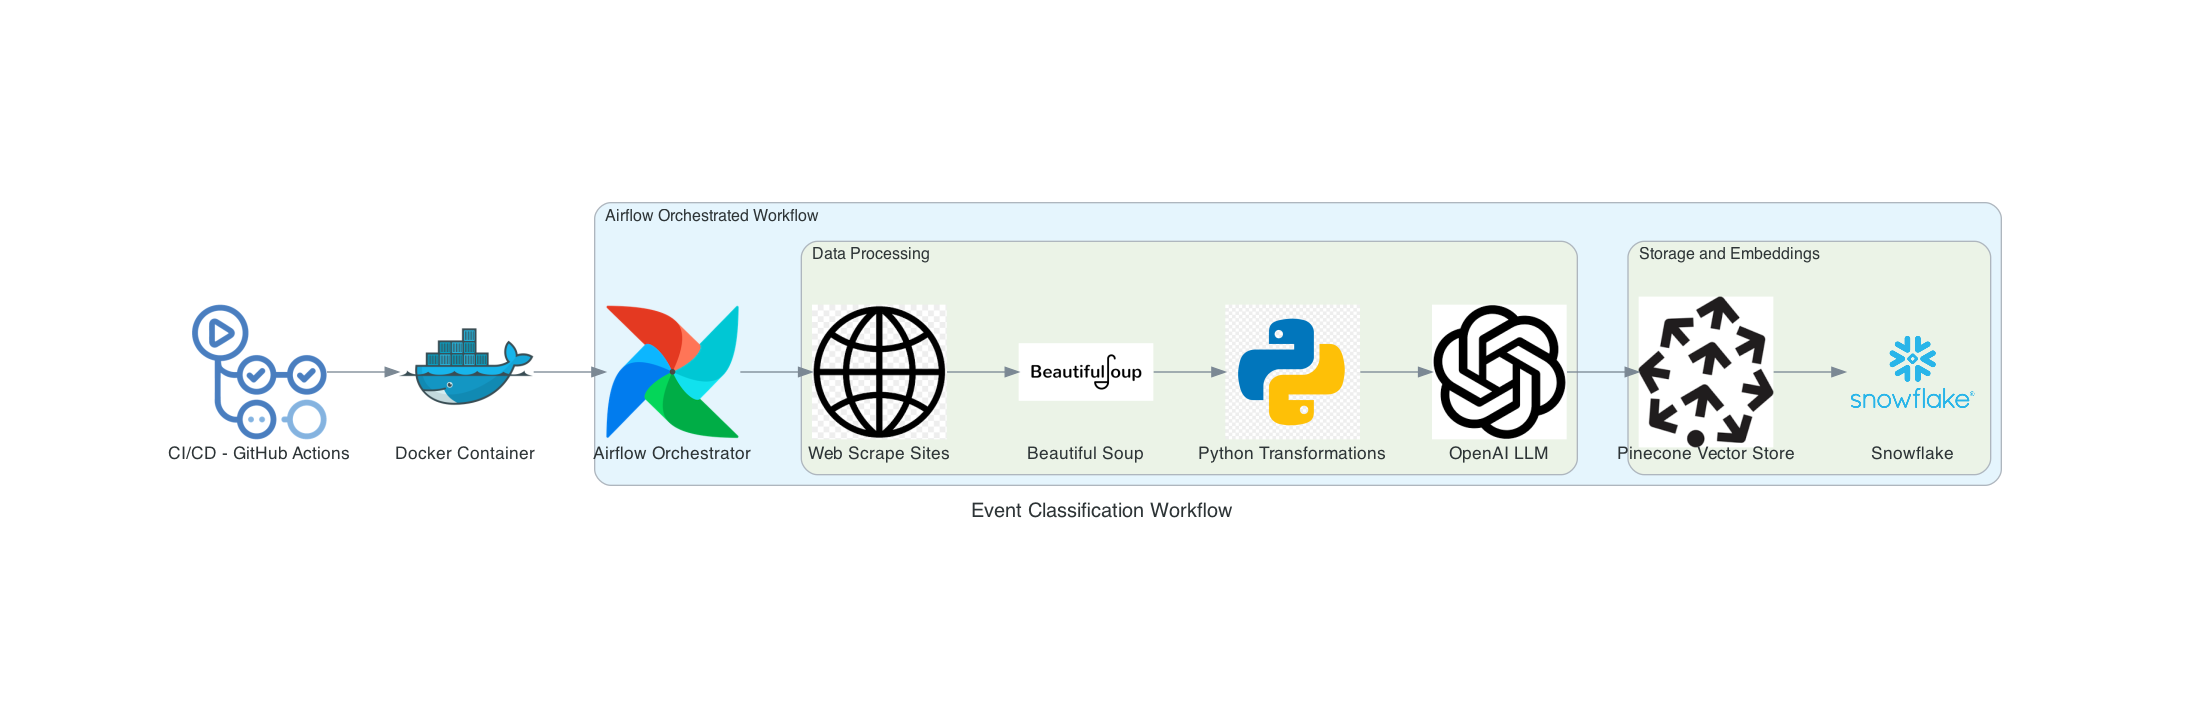 Airflow Orchestrated Workflow
Data Processing
Storage and Embeddings
BeautifulSoup
snowflake®
CI/CD - GitHub Actions
Docker Container
Airflow Orchestrator
Web Scrape Sites
Beautiful Soup
Python Transformations
OpenAI LLM
Pinecone Vector Store
Snowflake
Event Classification Workflow